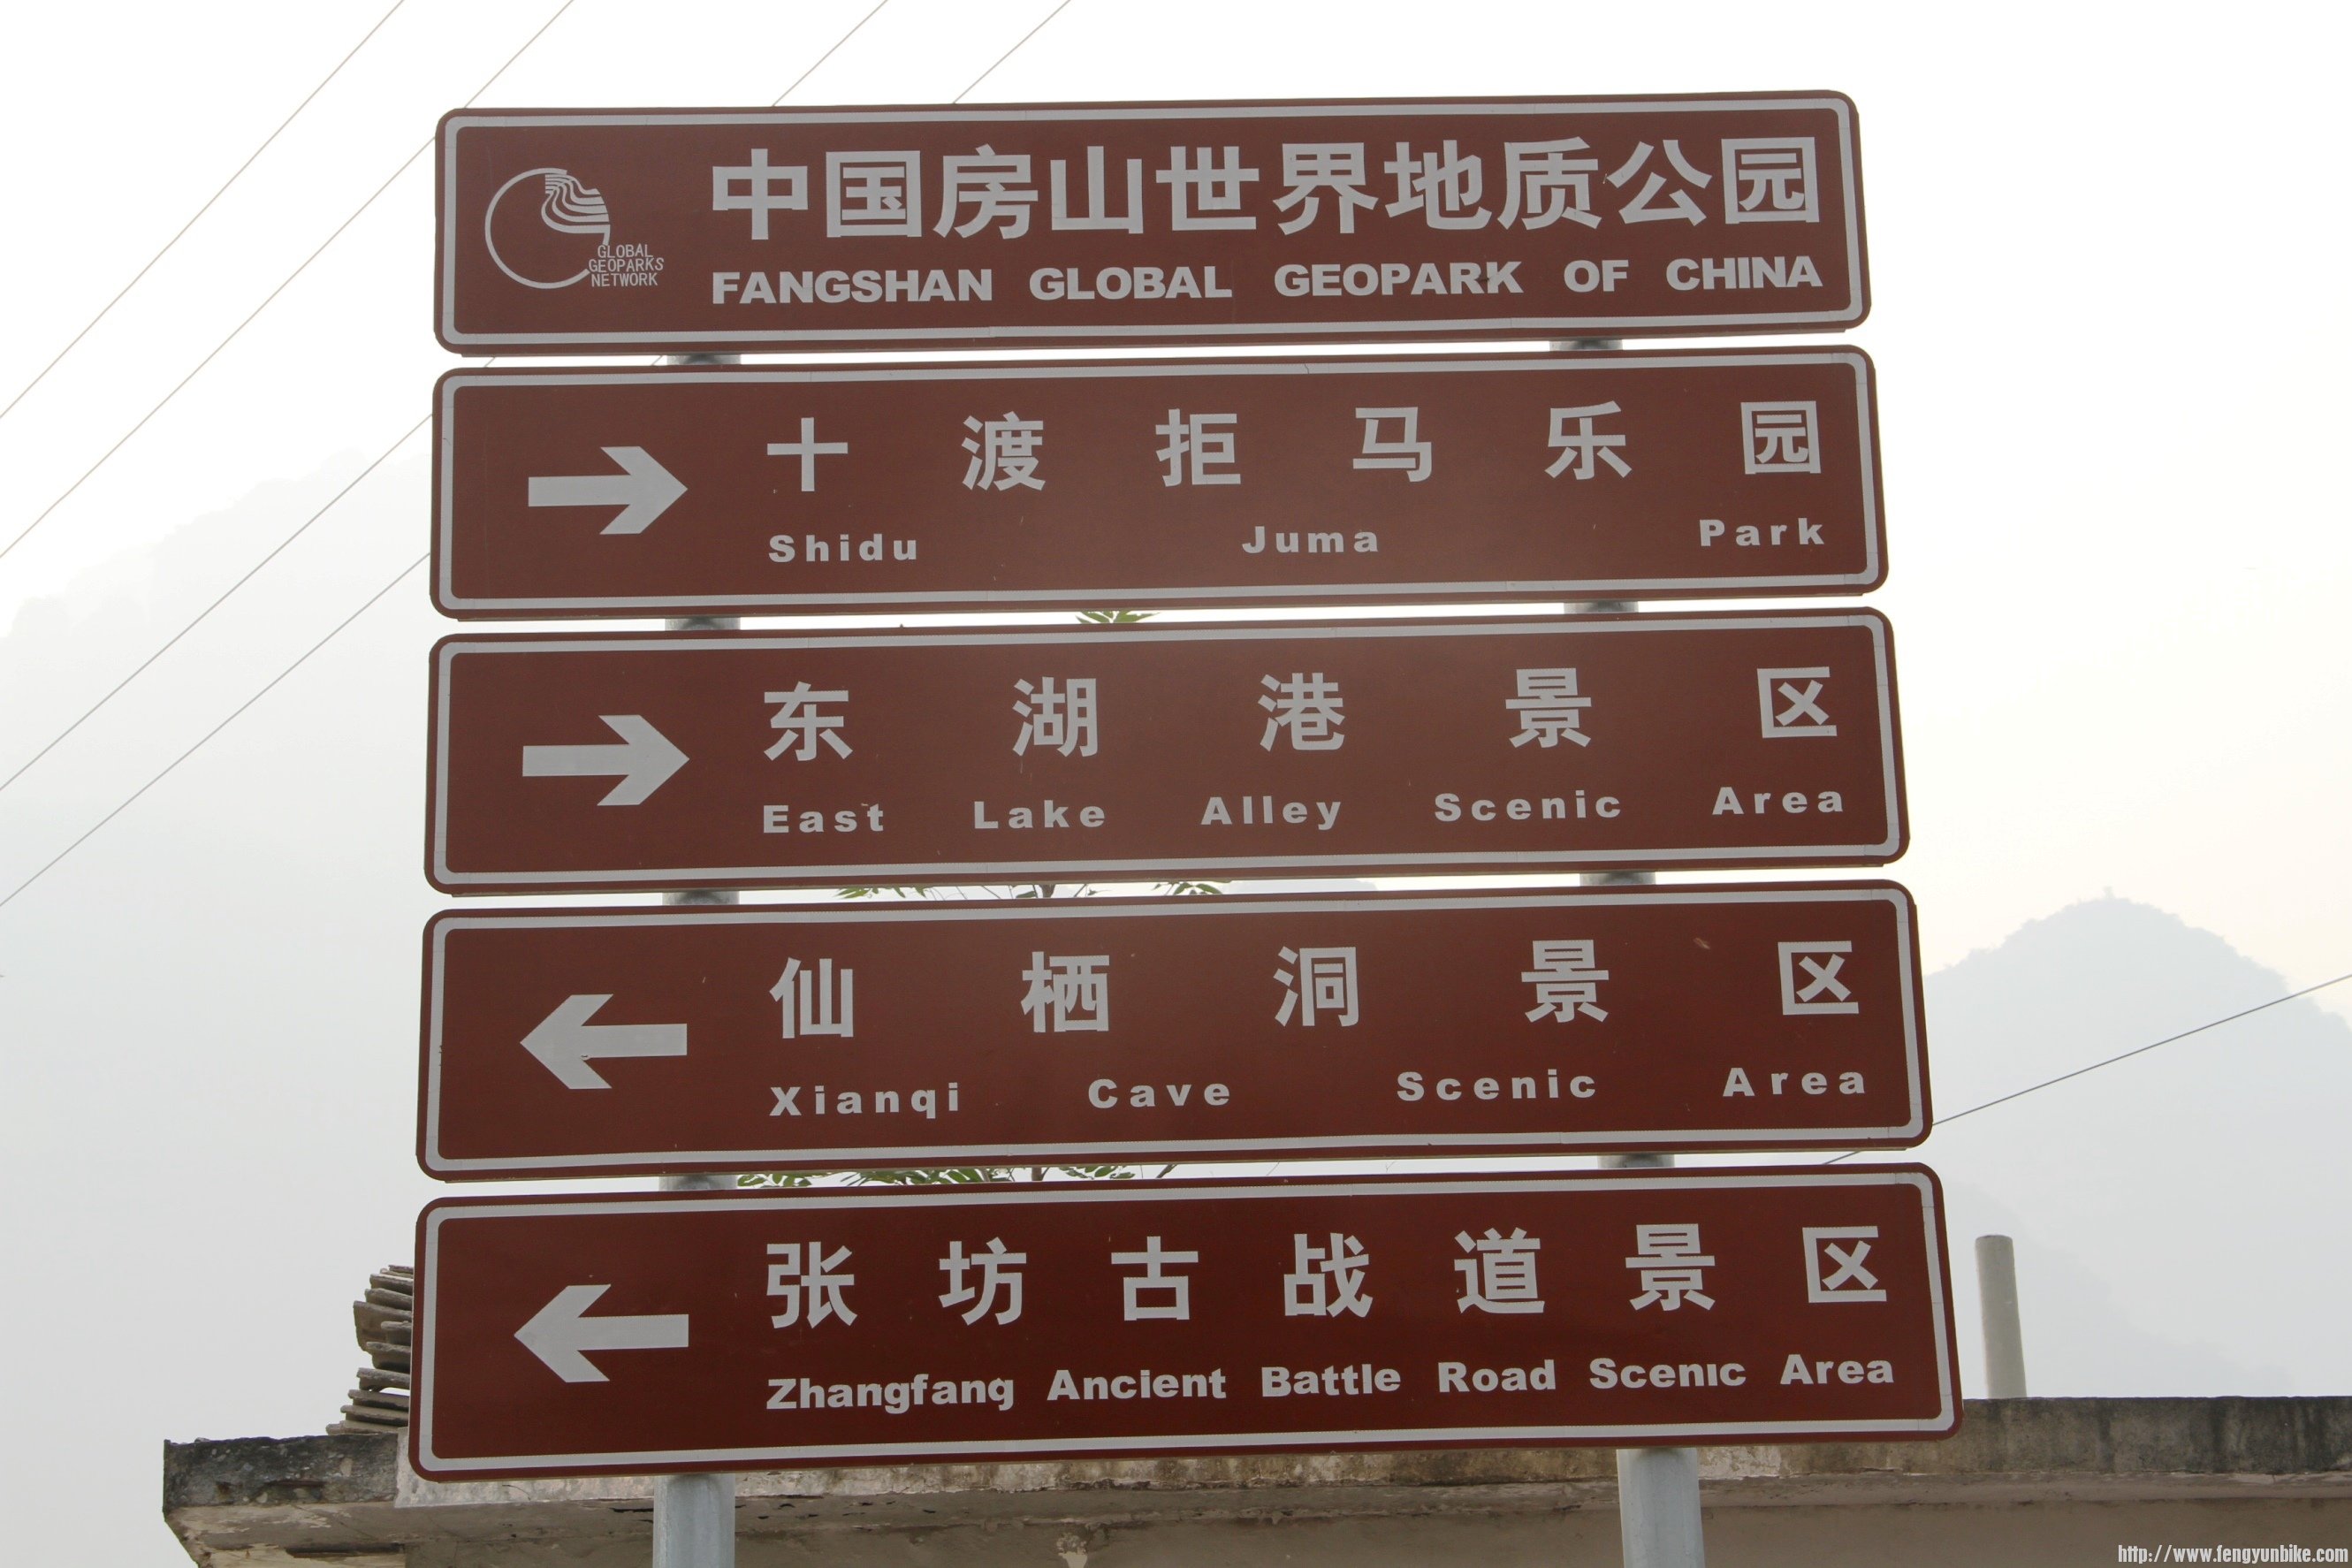 中国房山世界地质公园
GLOBAL
GEOPARKS
NETWORK
FANGSHAN GLOBAL GEOPARK OF CHINA
十渡拒马乐园
Shidu Juma Park
东湖港景区
East Lake Alley Scenic Area
仙栖洞景区
Xianqi Cave Scenic Area
张坊古战道景区
Zhangfang Ancient Battle Road Scenic Area
http://www.fengyunbike.com